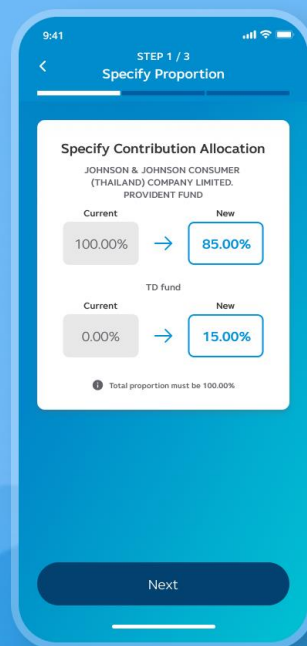 9:41
STEP 1 / 3
Specify Proportion
Specify Contribution Allocation
JOHNSON & JOHNSON CONSUMER
(THAILAND) COMPANY LIMITED.
PROVIDENT FUND
Current New
100.00% → 85.00%
TD fund
Current New
0.00% → 15.00%
Total proportion must be 100.00%
Next